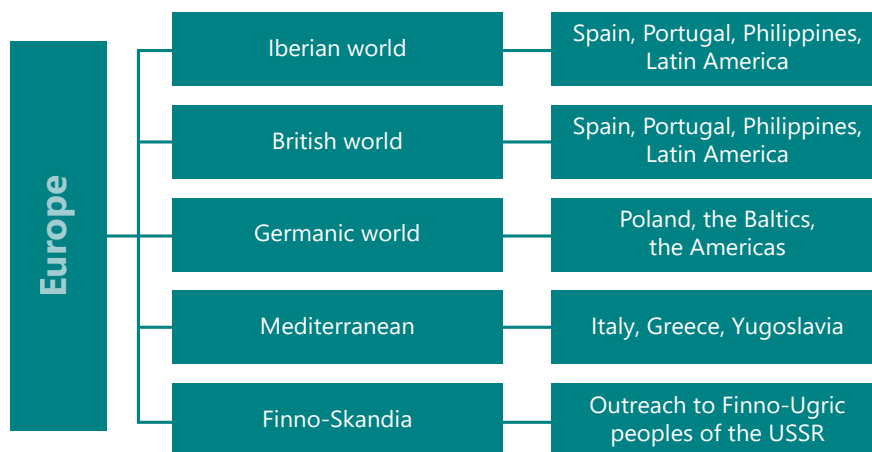 Europe
Iberian world
Spain, Portugal, Philippines,
Latin America
British world
Spain, Portugal, Philippines,
Latin America
Germanic world
Poland, the Baltics,
the Americas
Mediterranean
Italy, Greece, Yugoslavia
Finno-Skandia
Outreach to Finno-Ugric
peoples of the USSR